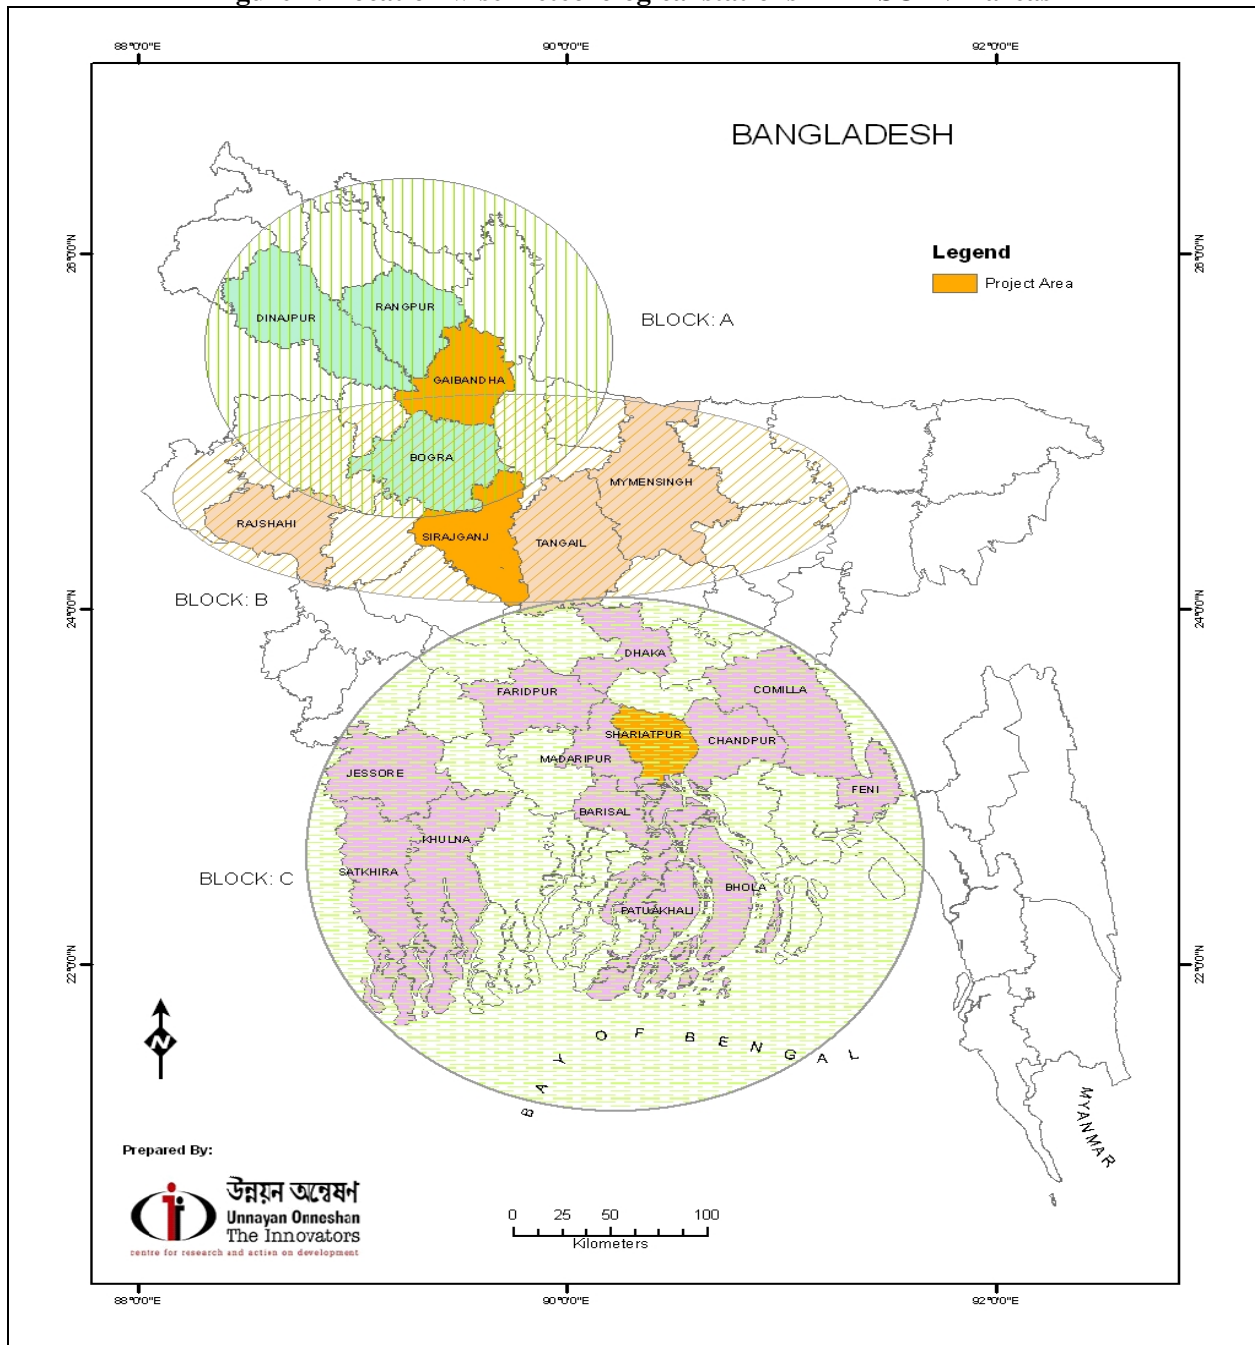 88°0'0"E 90°0'0"E 92°0'0"E
BANGLADESH
26°0'0"N 26°0'0"N
Legend
Project Area
BLOCK: A
RANGPUR
DINAJPUR
GAIBANDHA
BOGRA
MYMENSINGH
RAJSHAHI
SIRAJGANJ
TANGAIL
BLOCK: B
24°0'0"N 24°0'0"N
DHAKA
FARIDPUR
COMILLA
SHARIATPUR
CHANDPUR
MADARIPUR
JESSORE
FENI
BARISAL
KHULNA
SATKHIRA
BLOCK: C
BHOLA
PATUAKHALI
22°0'0"N 22°0'0"N
BAY OF BENGAL
N
MYANMAR
Prepared By:
উন্নয়ন অন্বেষণ
Unnayan Onneshan
The Innovators
centre for research and action on development
0 25 50 100
Kilometers
88°0'0"E 90°0'0"E 92°0'0"E